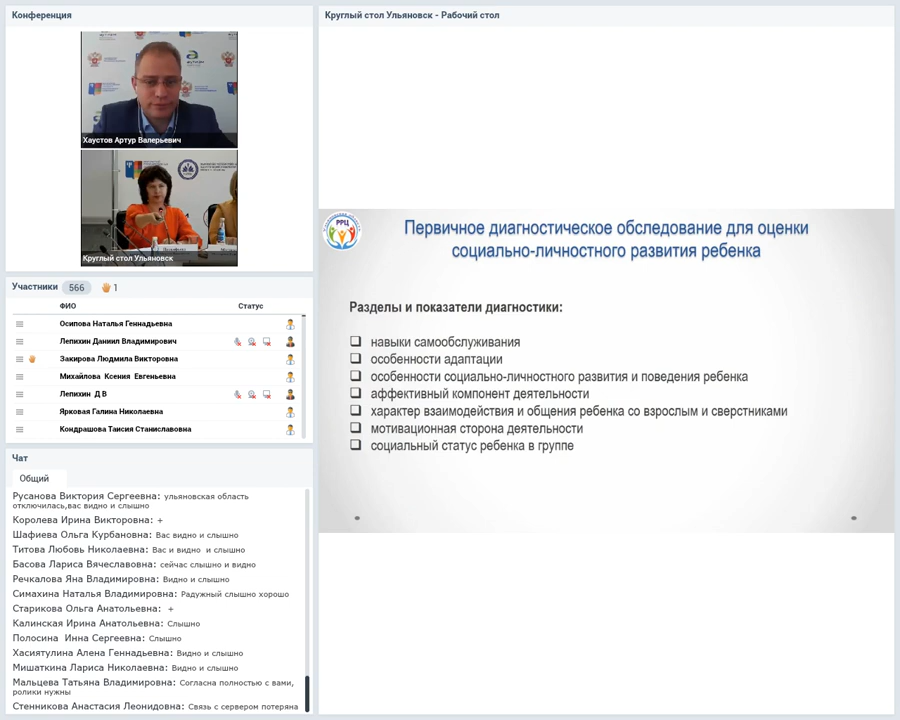 Конференция
Хаустов Артур Валерьевич
Круглый стол Ульяновск
Участники 566 1
ФИО Статус
Осипова Наталья Геннадьевна
Лепихин Даниил Владимирович
Закирова Людмила Викторовна
Михайлова Ксения Евгеньевна
Лепихин Д В
Ярковая Галина Николаевна
Кондрашова Таисия Станиславовна
Чат
Общий
Русанова Виктория Сергеевна: ульяновская область
отключилась,вас видно и слышно
Королева Ирина Викторовна: +
Шафиева Ольга Курбановна: Вас видно и слышно
Титова Любовь Николаевна: Вас и видно и слышно
Басова Лариса Вячеславовна: сейчас слышно и видно
Речкалова Яна Владимировна: Видно и слышно
Симахина Наталья Владимировна: Радужный слышно хорошо
Старикова Ольга Анатольевна: +
Калинская Ирина Анатольевна: Слышно
Полосина Инна Сергеевна: Слышно
Хасиятулина Алена Геннадьевна: Видно и слышно
Мишаткина Лариса Николаевна: Видно и слышно
Мальцева Татьяна Владимировна: Согласна полностью с вами,
ролики нужны
Стенникова Анастасия Леонидовна: Связь с сервером потеряна
Круглый стол Ульяновск - Рабочий стол
РРЦ
Первичное диагностическое обследование для оценки
социально-личностного развития ребенка
Разделы и показатели диагностики:
навыки самообслуживания
особенности адаптации
особенности социально-личностного развития и поведения ребенка
аффективный компонент деятельности
характер взаимодействия и общения ребенка со взрослым и сверстниками
мотивационная сторона деятельности
социальный статус ребенка в группе